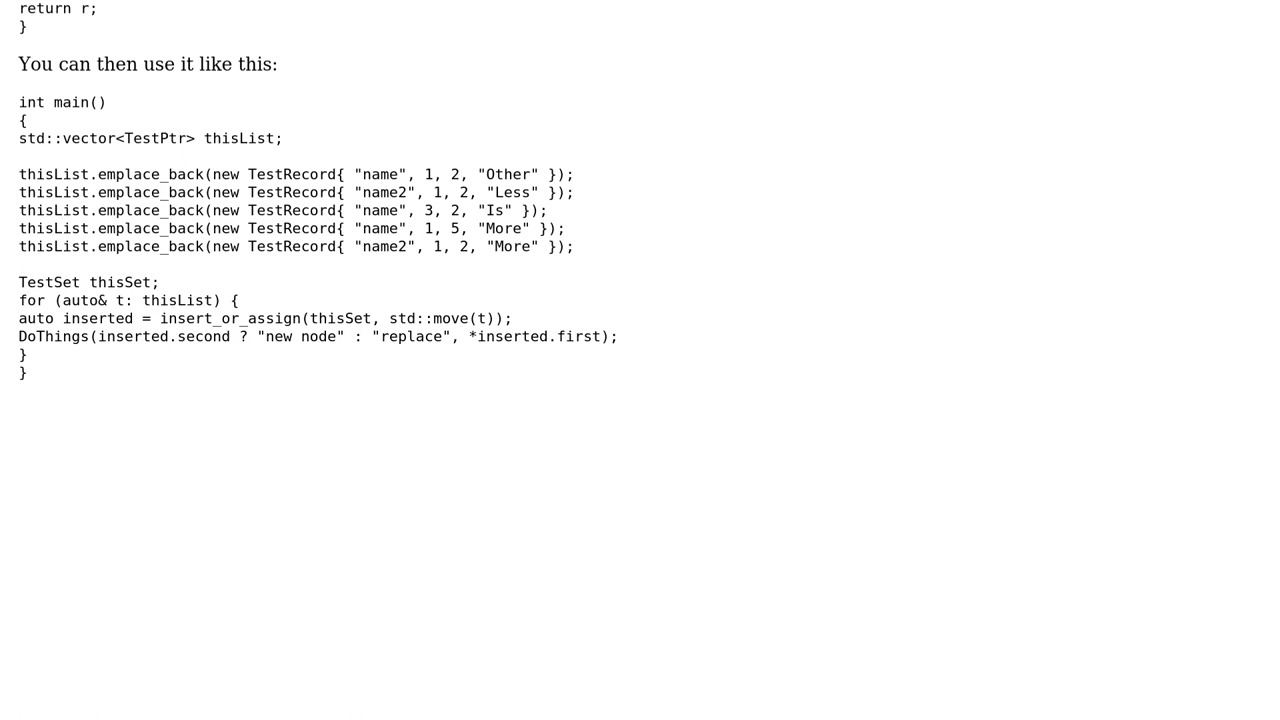 return r;
}
You can then use it like this:
int main()
{
std::vector<TestPtr> thisList;
thisList.emplace_back(new TestRecord{ "name", 1, 2, "Other" });
thisList.emplace_back(new TestRecord{ "name2", 1, 2, "Less" });
thisList.emplace_back(new TestRecord{ "name", 3, 2, "Is" });
thisList.emplace_back(new TestRecord{ "name", 1, 5, "More" });
thisList.emplace_back(new TestRecord{ "name2", 1, 2, "More" });
TestSet thisSet;
for (auto& t: thisList) {
auto inserted = insert_or_assign(thisSet, std::move(t));
DoThings(inserted.second ? "new node" : "replace", *inserted.first);
}
}